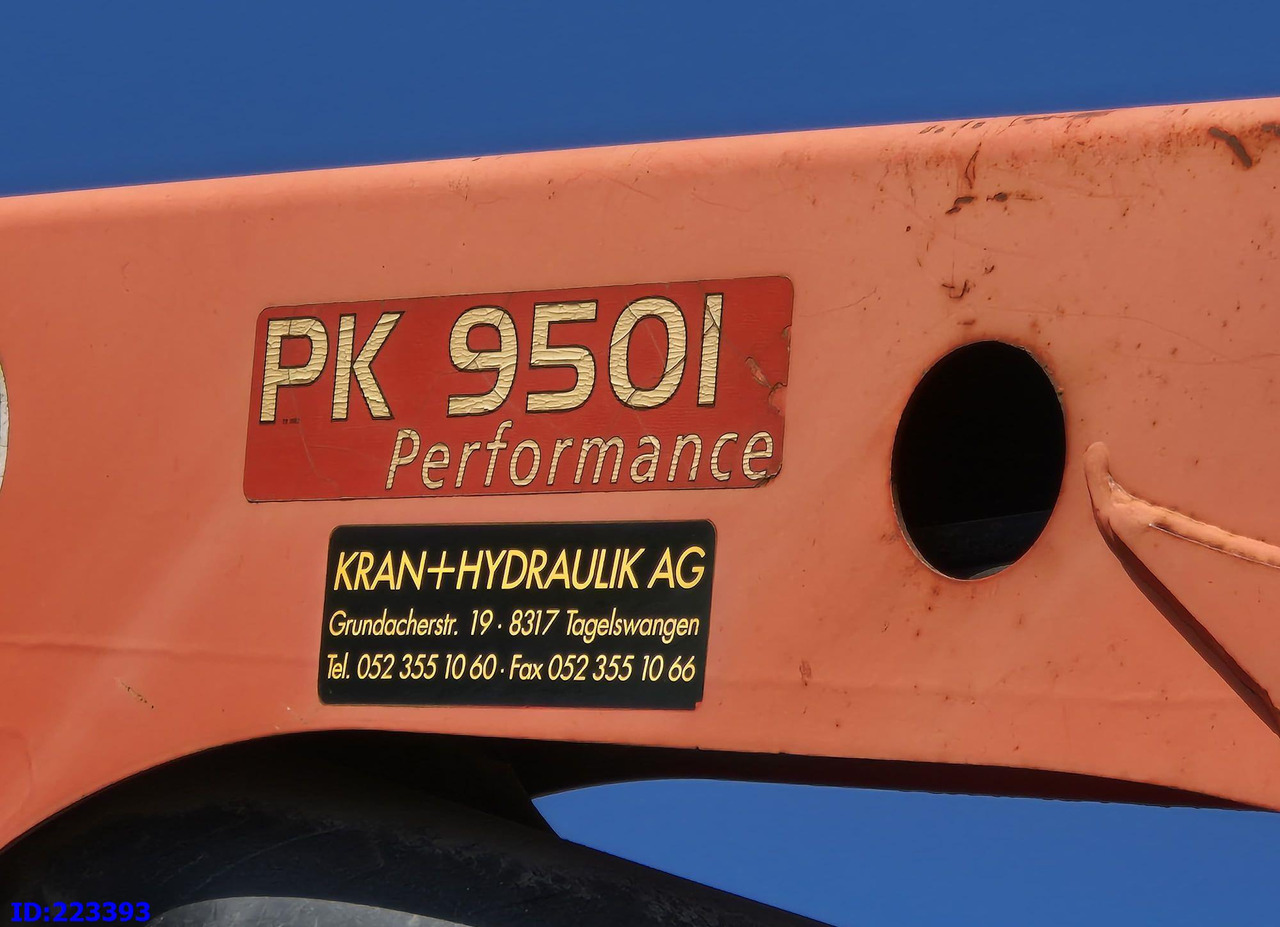 PK 9501
Performance
KRAN+HYDRAULIK AG
Grundacherstr. 19 · 8317 Tagelswangen
Tel. 052 355 10 60 · Fax 052 355 10 66
ID:223393